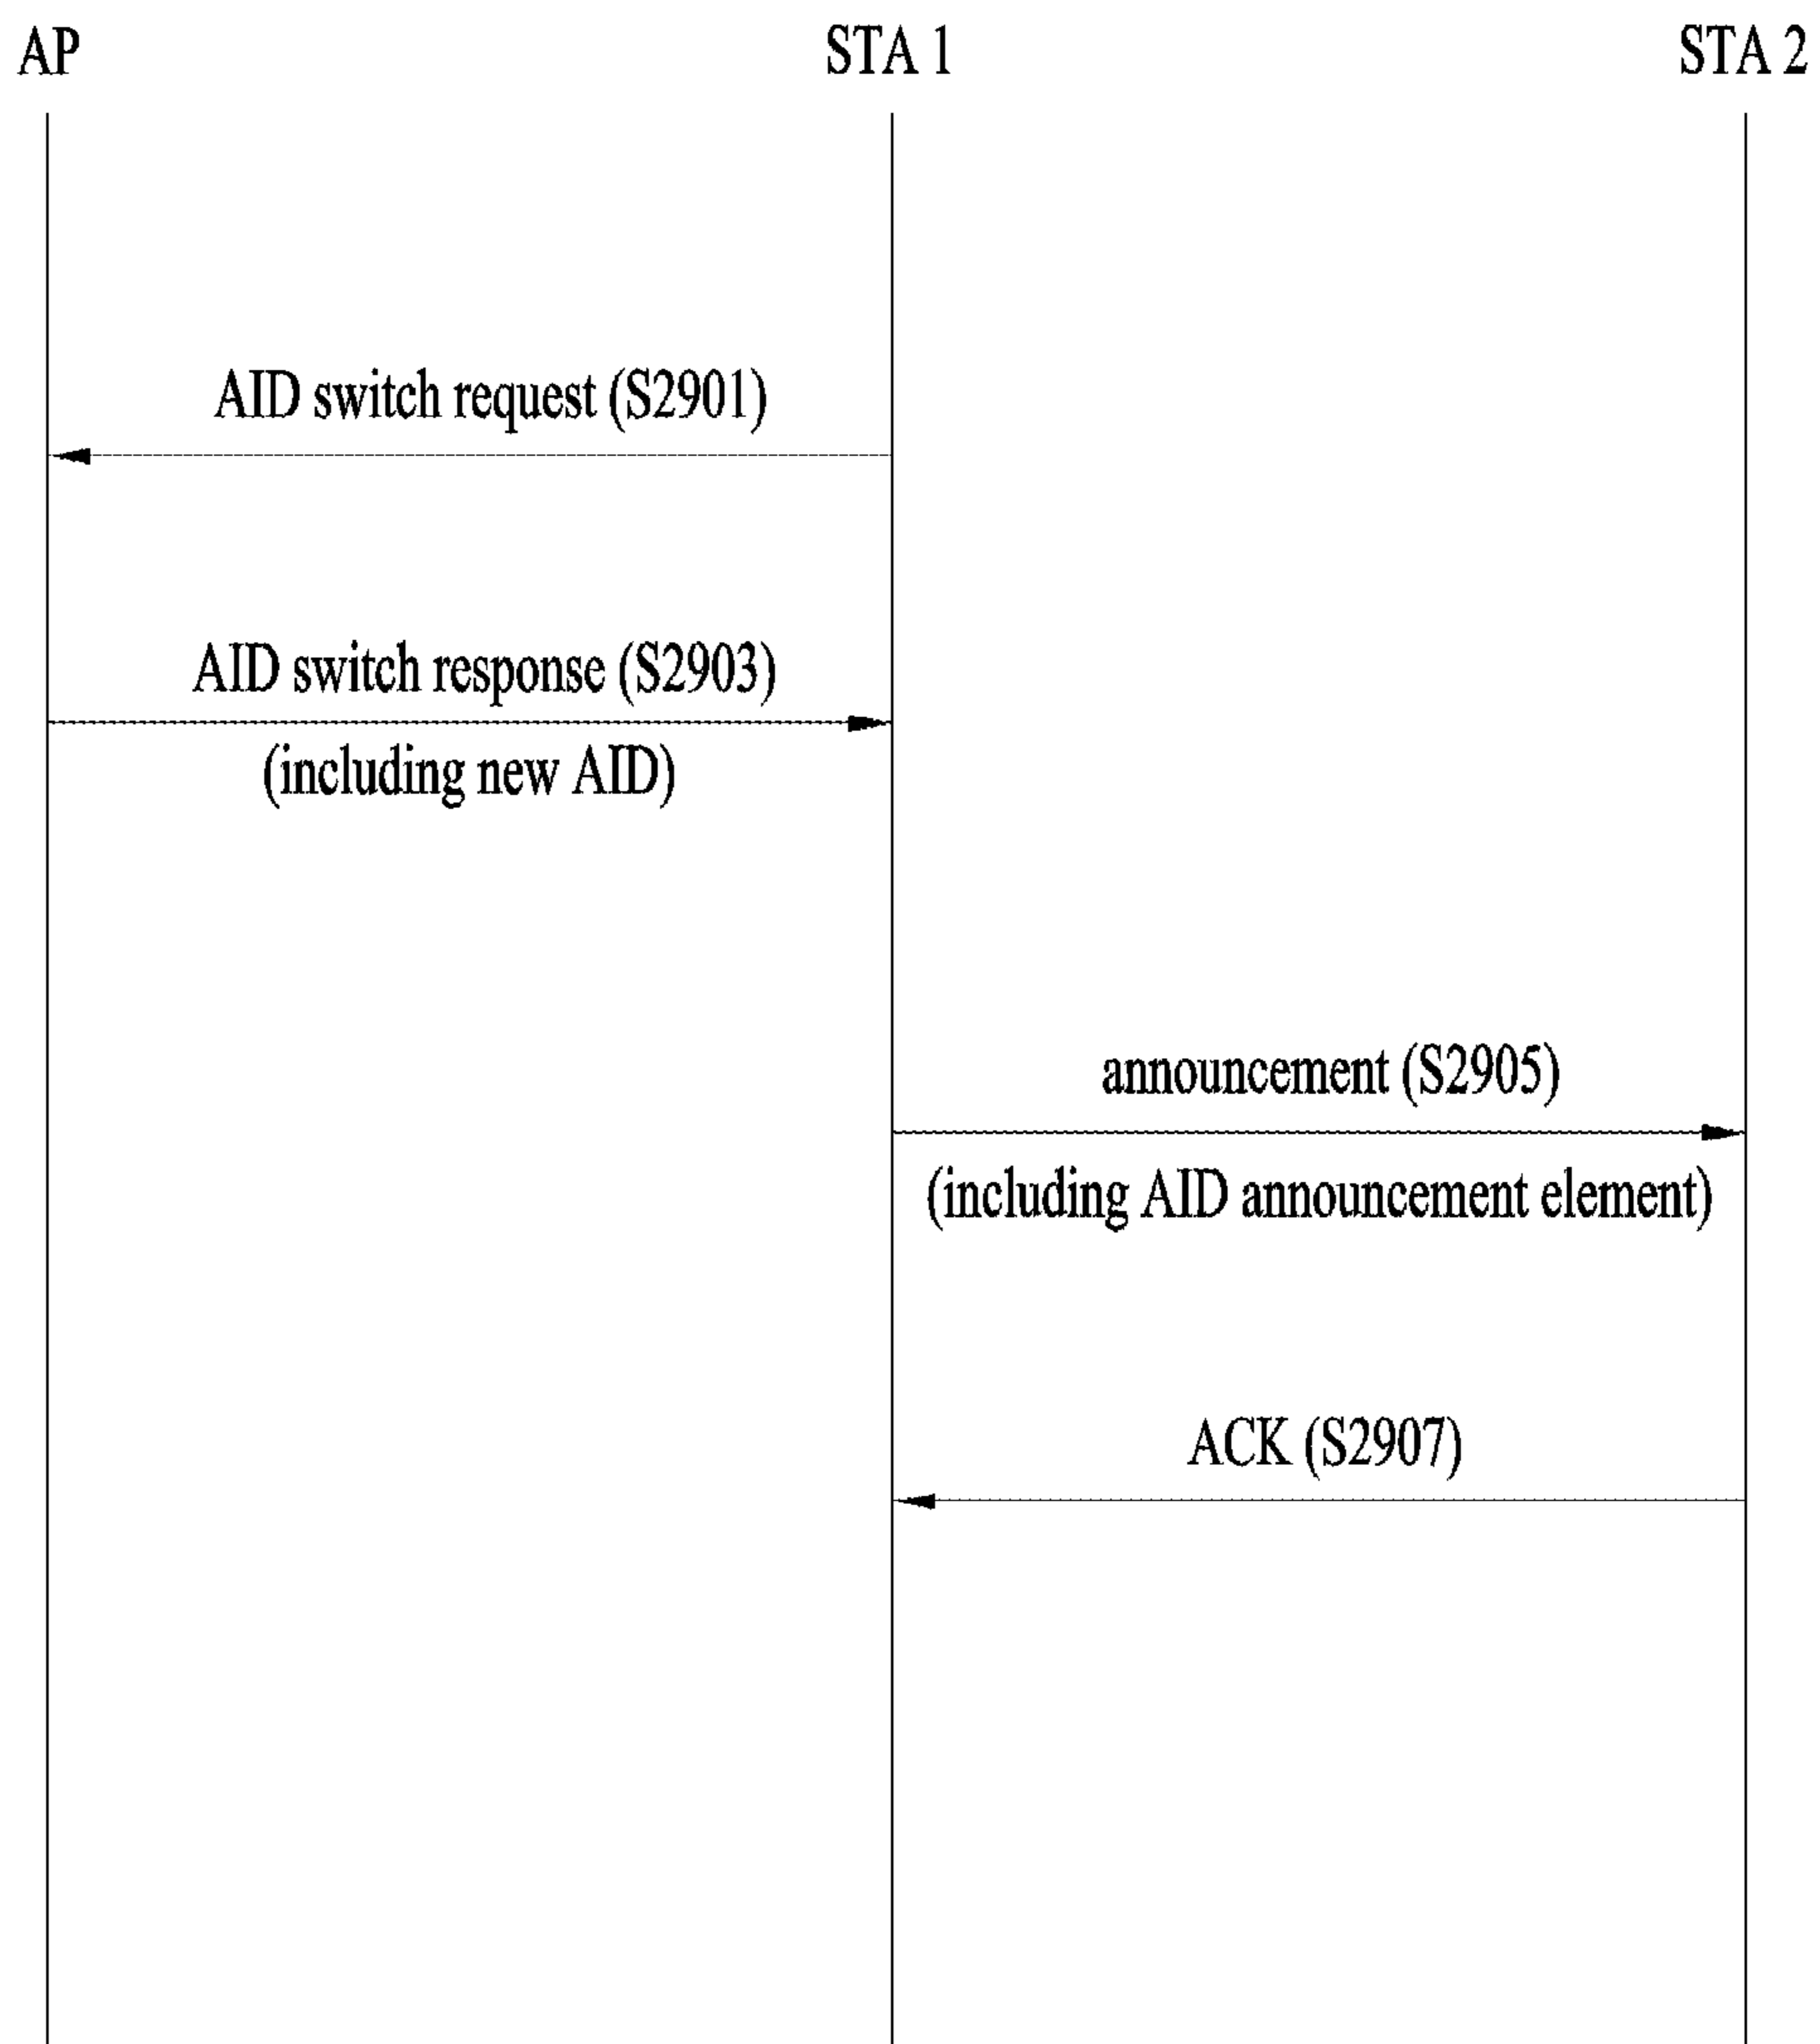 AP
STA 1
STA 2
AID switch request (S2901)
AID switch response (S2903)
(including new AID)
announcement (S2905)
(including AID announcement element)
ACK (S2907)